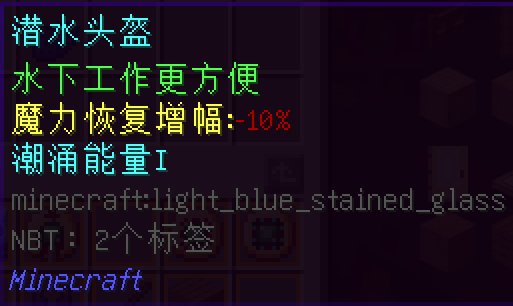 潜水头盔
水下工作更方便
魔力恢复增幅:-10%
潮涌能量I
minecraft:light_blue_stained_glass
NBT: 2个标签
Minecraft